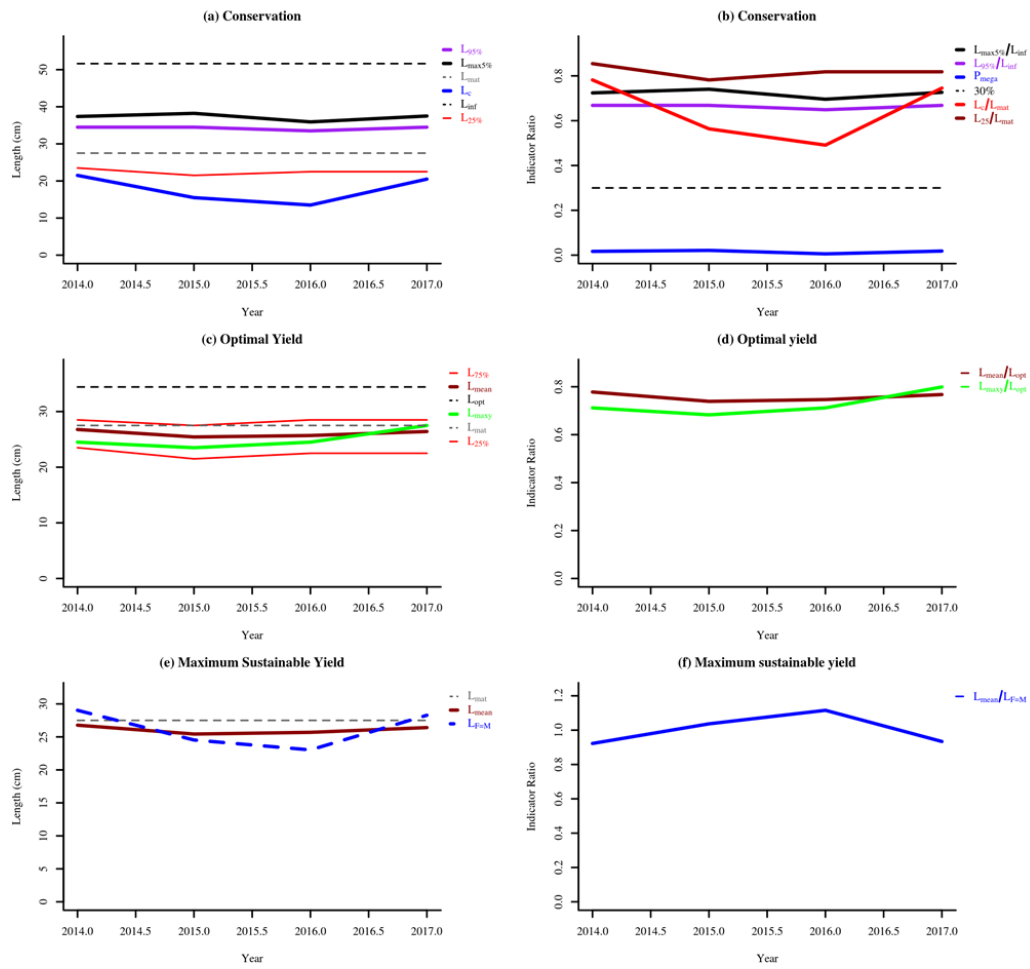 (a) Conservation
Length (cm)
50
40
30
20
10
0
2014.0 2014.5 2015.0 2015.5 2016.0 2016.5 2017.0
Year
L95%
Lmax5%
Lmat
Lc
Linf
L25%
(b) Conservation
Indicator Ratio
0.8
0.6
0.4
0.2
0.0
2014.0 2014.5 2015.0 2015.5 2016.0 2016.5 2017.0
Year
Lmax5%/Linf
L95%/Linf
Pmega
30%
Lc/Lmat
L25/Lmat
(c) Optimal Yield
Length (cm)
30
20
10
0
2014.0 2014.5 2015.0 2015.5 2016.0 2016.5 2017.0
Year
L75%
Lmean
Lopt
Lmaxy
Lmat
L25%
(d) Optimal yield
Indicator Ratio
0.8
0.6
0.4
0.2
0.0
2014.0 2014.5 2015.0 2015.5 2016.0 2016.5 2017.0
Year
Lmean/Lopt
Lmaxy/Lopt
(e) Maximum Sustainable Yield
Length (cm)
30
25
20
15
10
5
0
2014.0 2014.5 2015.0 2015.5 2016.0 2016.5 2017.0
Year
Lmat
Lmean
LF=M
(f) Maximum sustainable yield
Indicator Ratio
1.2
1.0
0.8
0.6
0.4
0.2
0.0
2014.0 2014.5 2015.0 2015.5 2016.0 2016.5 2017.0
Year
Lmean/LF=M